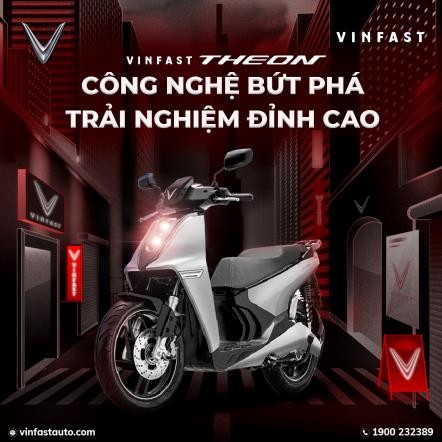 VINFAST
VINFAST THEON
CÔNG NGHỆ BỨT PHÁ
TRẢI NGHIỆM ĐỈNH CAO
VINFAST
VINFAST
vinfastauto.com
1900 232389